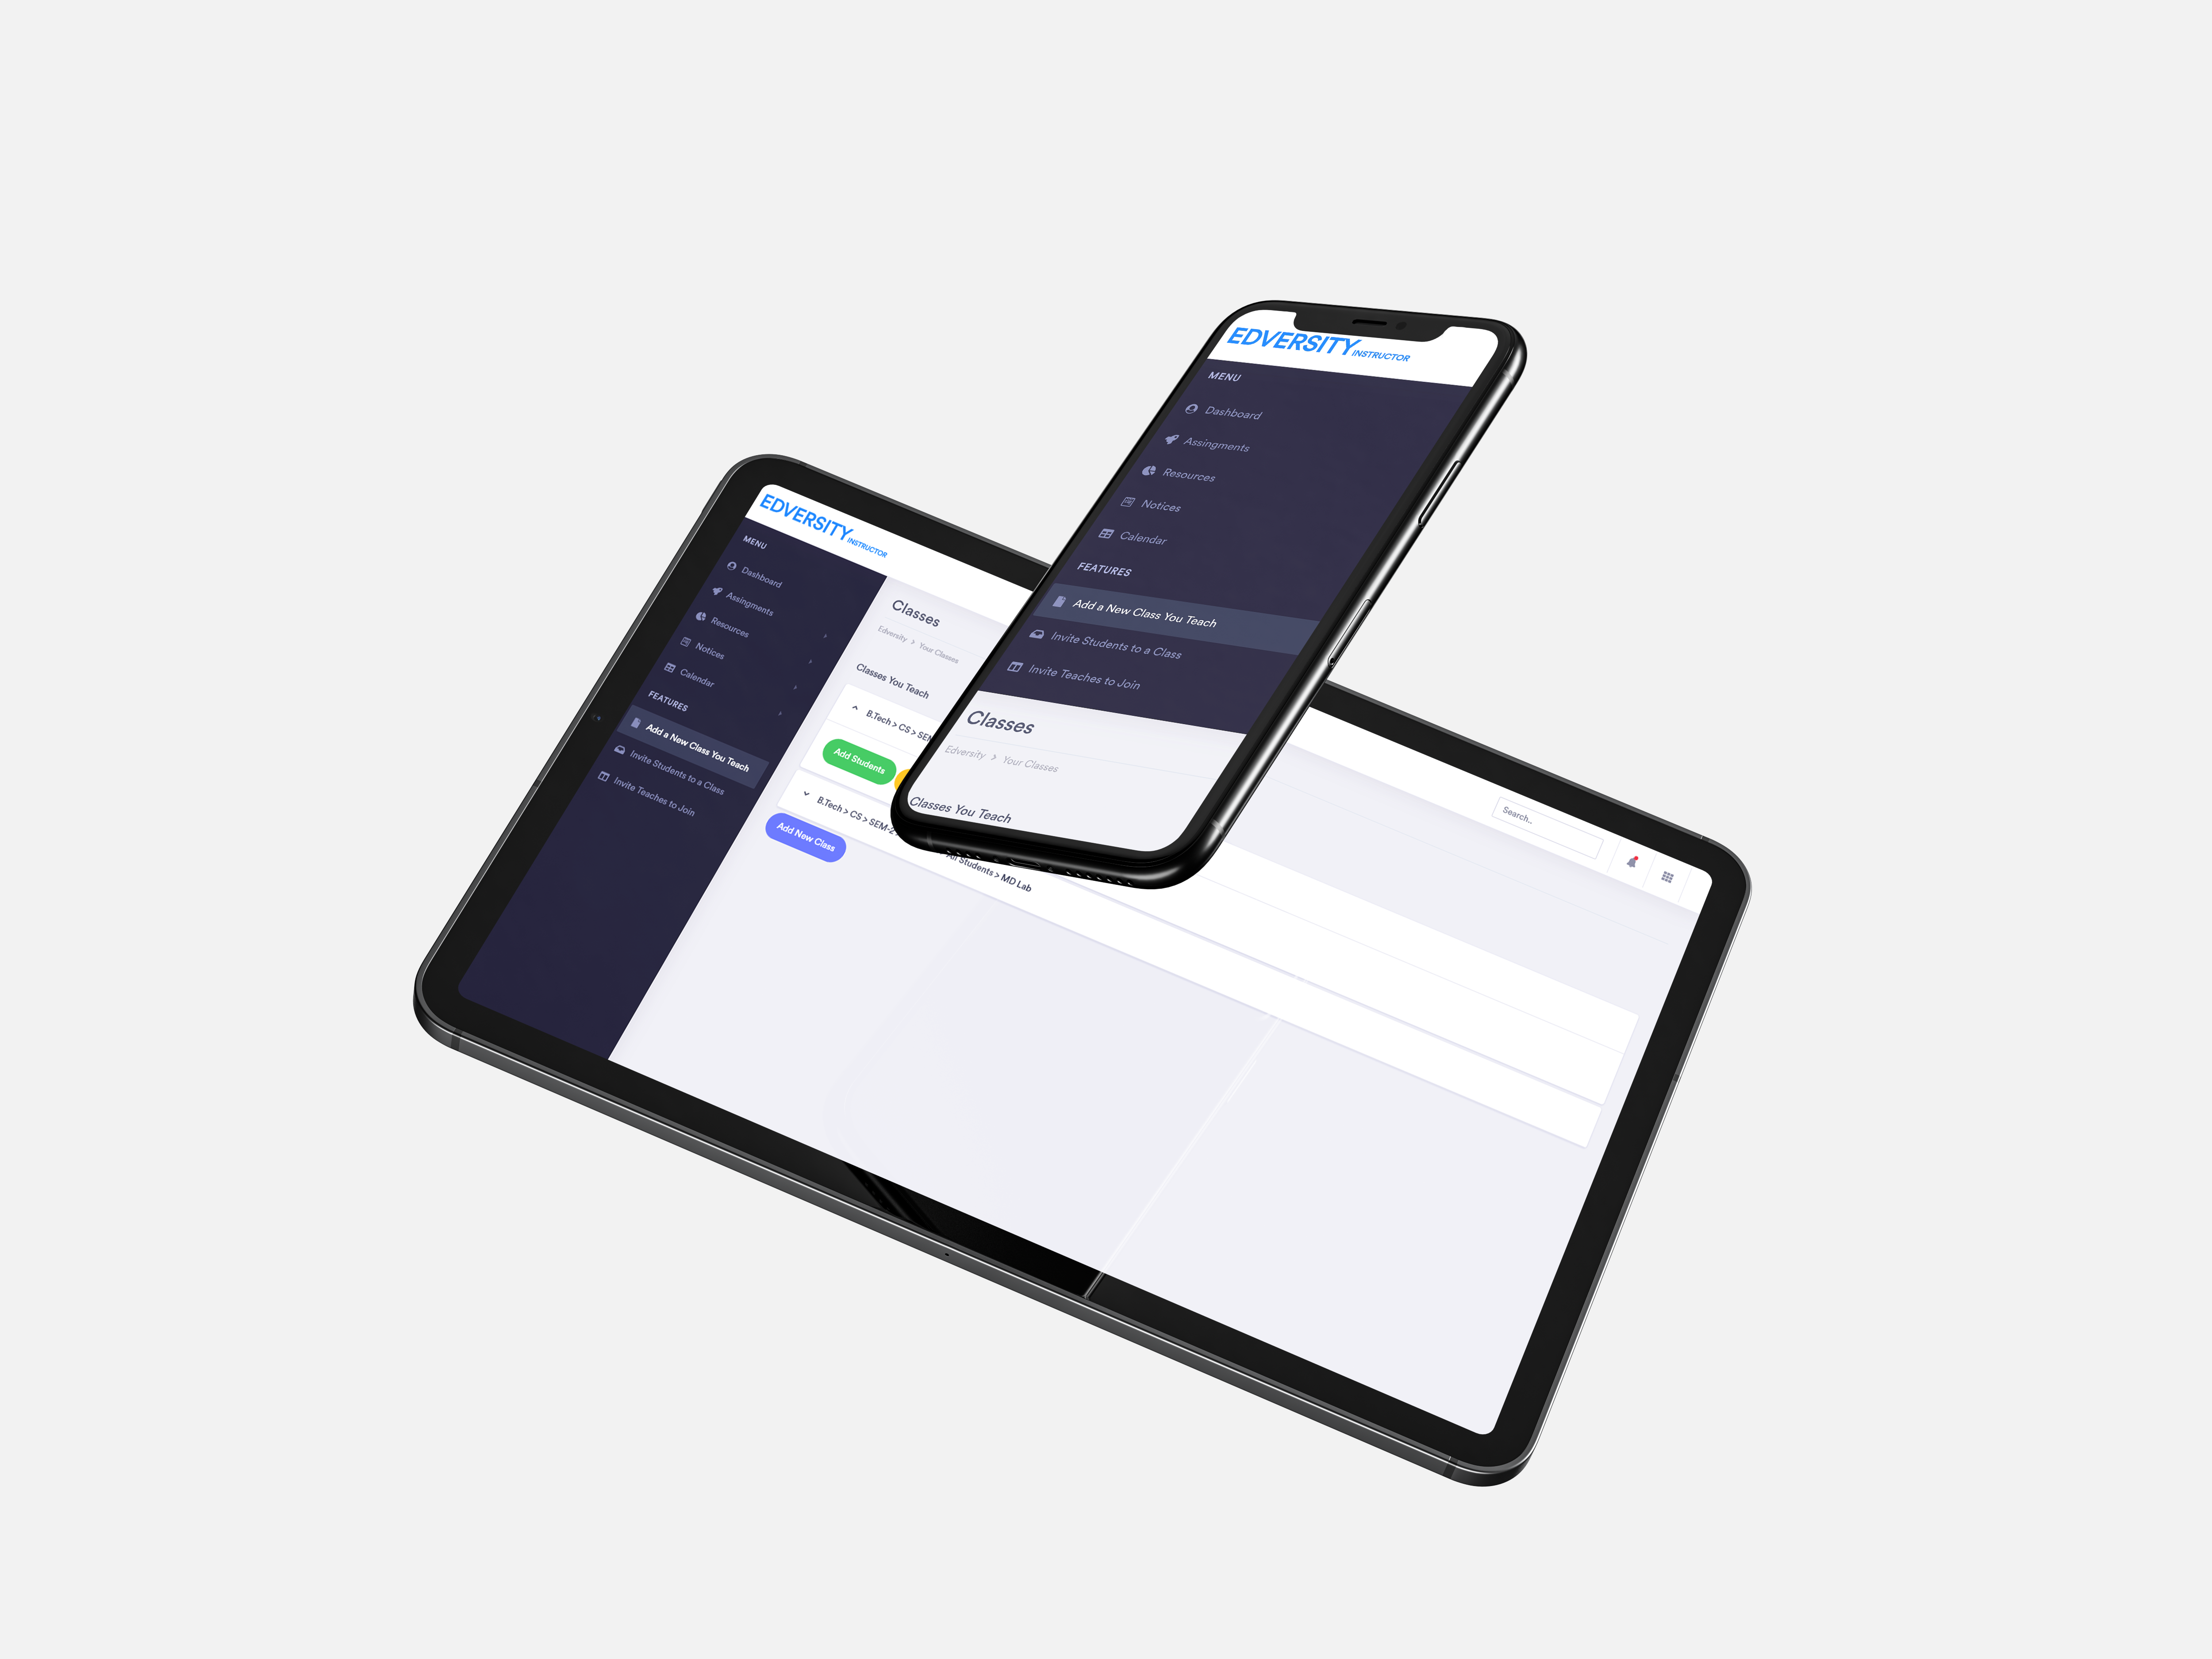 EDVERSITY INSTRUCTOR
MENU
Dashboard
Assingments
Resources
Notices
Calendar
FEATURES
Add a New Class You Teach
Invite Students to a Class
Invite Teaches to Join
Classes
Edversity > Your Classes
Classes You Teach
EDVERSITY INSTRUCTOR
MENU
Dashboard
Assingments
Resources
Notices
Calendar
FEATURES
Add a New Class You Teach
Invite Students to a Class
Invite Teaches to Join
Search..
Classes
Edversity > Your Classes
Classes You Teach
B.Tech > CS >
Add Students
B.Tech > CS > SEM-2
All Students > MD Lab
Add New Class